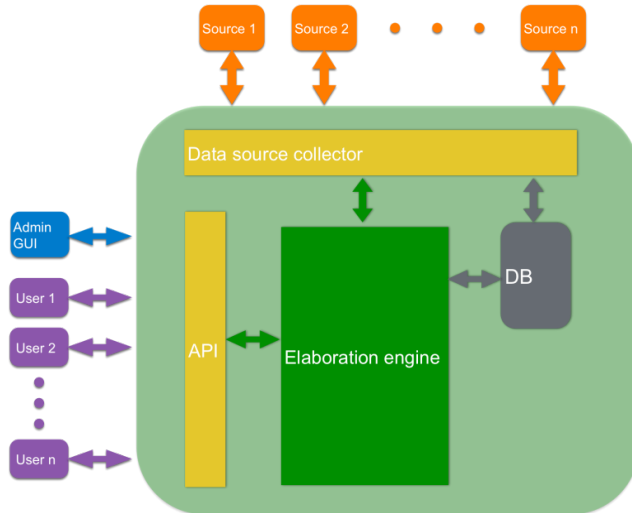 Source 1
Source 2
Source n
Data source collector
Admin
GUI
User 1
User 2
User n
API
Elaboration engine
DB